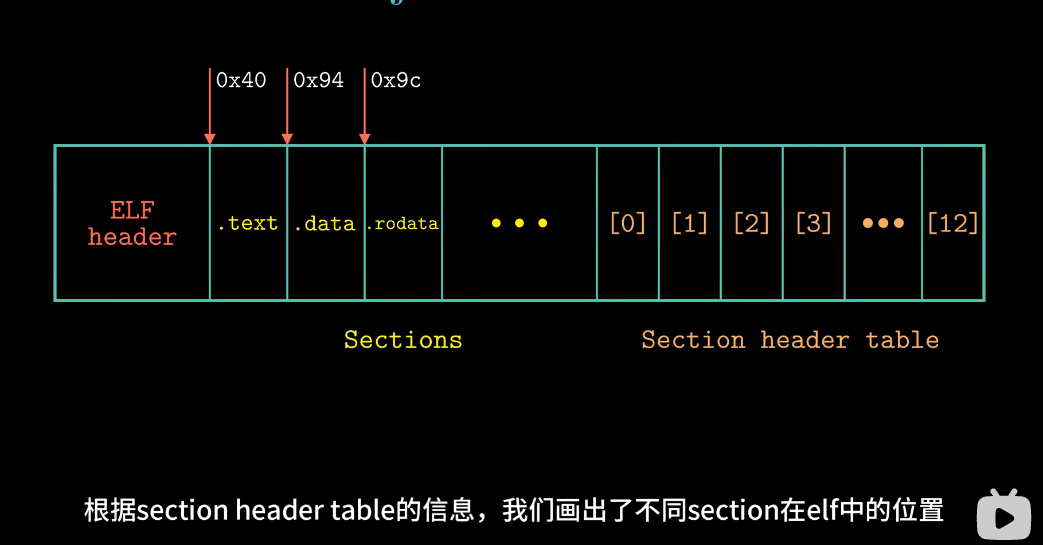 0x40 0x94 0x9c
ELF
header
.text .data .rodata ••• [0] [1] [2] [3] ••• [12]
Sections Section header table
根据section header table的信息，我们画出了不同section在elf中的位置